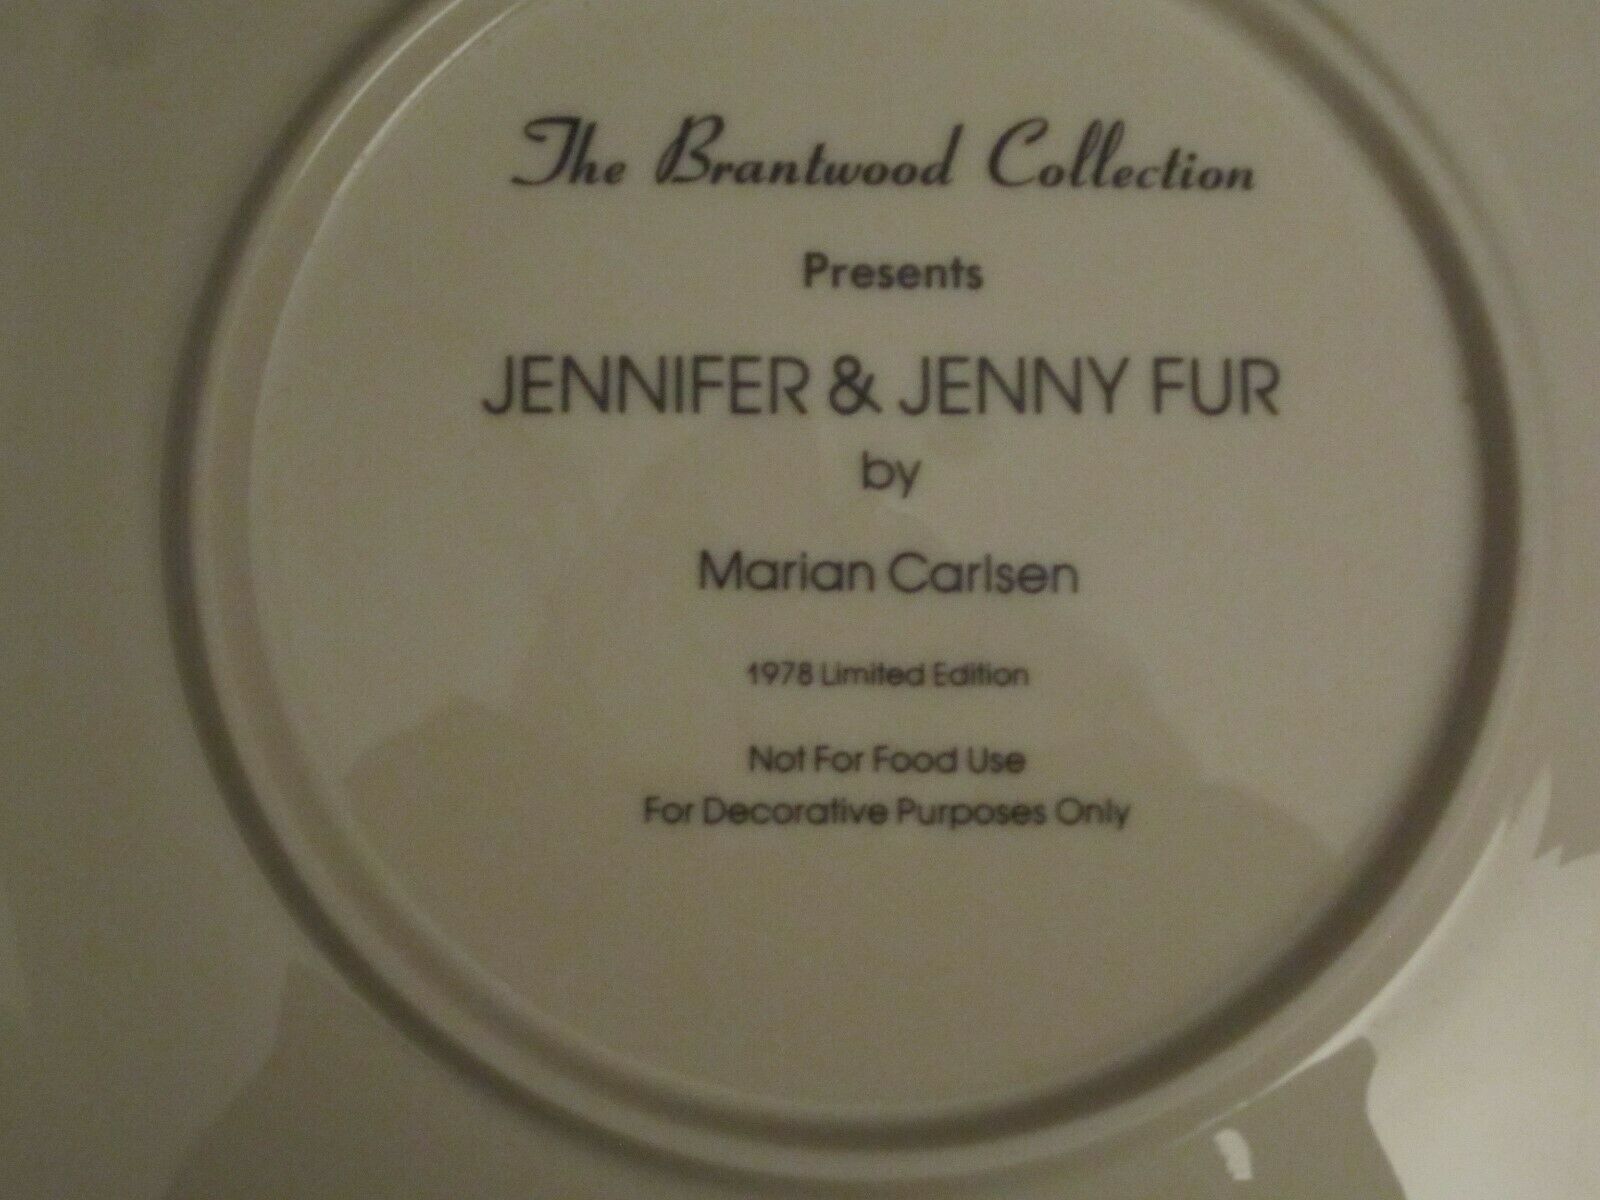 The Brantwood Collection
Presents
JENNIFER & JENNY FUR
by
Marian Carlsen
1978 Limited Edition
Not For Food Use
For Decorative Purposes Only